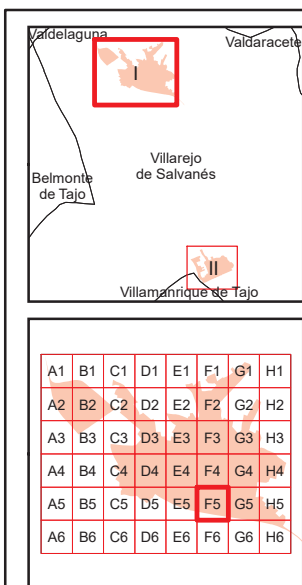 Valdelaguna
Valdaracete
I
Villarejo
de Salvanés
Belmonte
de Tajo
II
Villamanrique de Tajo
A1 B1 C1 D1 E1 F1 G1 H1
A2 B2 C2 D2 E2 F2 G2 H2
A3 B3 C3 D3 E3 F3 G3 H3
A4 B4 C4 D4 E4 F4 G4 H4
A5 B5 C5 D5 E5 F5 G5 H5
A6 B6 C6 D6 E6 F6 G6 H6